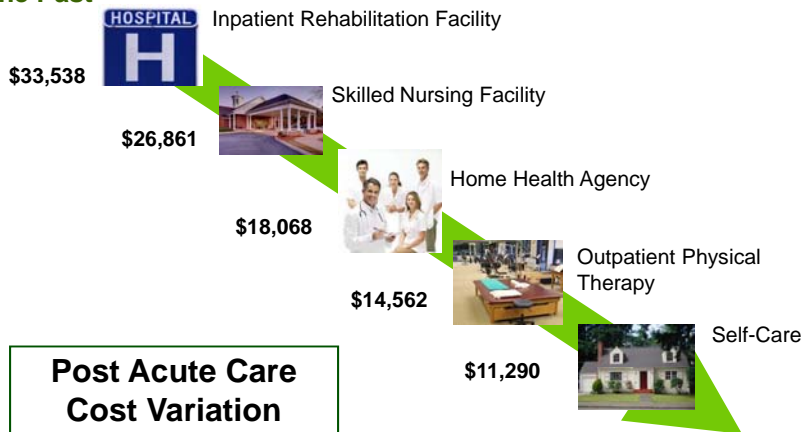 HOSPITAL
H
Inpatient Rehabilitation Facility
$33,538
Skilled Nursing Facility
$26,861
Home Health Agency
$18,068
Outpatient Physical
Therapy
$14,562
Self-Care
$11,290
Post Acute Care
Cost Variation